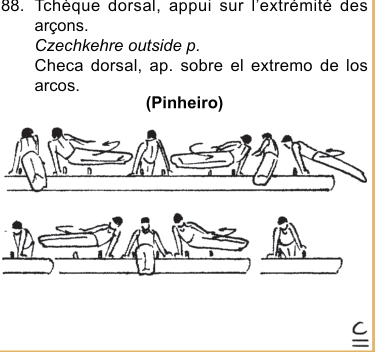 88. Tchèque dorsal, appui sur l'extrémité des
arçons.
Czechkehre outside p.
Checa dorsal, ap. sobre el extremo de los
arcos.
(Pinheiro)
C